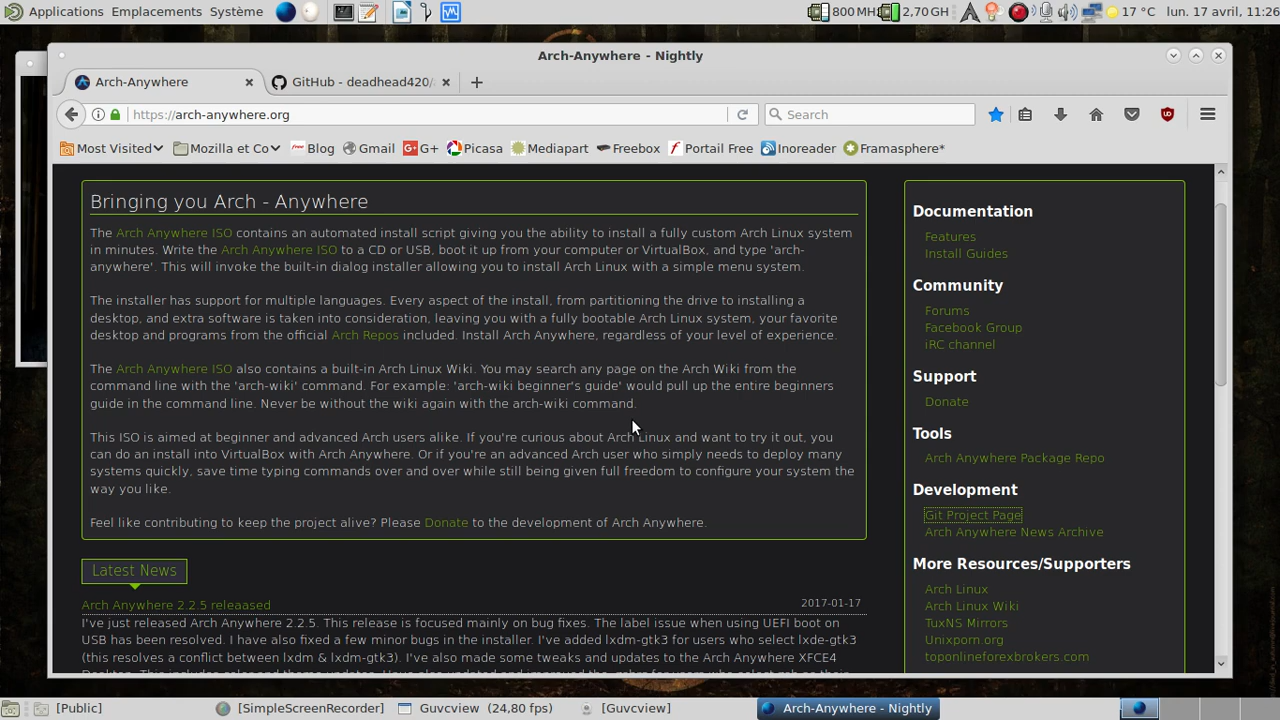 Applications Emplacements Système 800 MH 2,70 GH 17 °C lun. 17 avril, 11:26
Arch-Anywhere - Nightly
Arch-Anywhere GitHub - deadhead420/
https://arch-anywhere.org Search
Most Visited Mozilla et Co Blog Gmail G+ Picasa Mediapart Freebox Portail Free Inoreader Framasphere*
Bringing you Arch - Anywhere
The Arch Anywhere ISO contains an automated install script giving you the ability to install a fully custom Arch Linux system
in minutes. Write the Arch Anywhere ISO to a CD or USB, boot it up from your computer or VirtualBox, and type 'arch-
anywhere'. This will invoke the built-in dialog installer allowing you to install Arch Linux with a simple menu system.
The installer has support for multiple languages. Every aspect of the install, from partitioning the drive to installing a
desktop, and extra software is taken into consideration, leaving you with a fully bootable Arch Linux system, your favorite
desktop and programs from the official Arch Repos included. Install Arch Anywhere, regardless of your level of experience.
The Arch Anywhere ISO also contains a built-in Arch Linux Wiki. You may search any page on the Arch Wiki from the
command line with the 'arch-wiki' command. For example: 'arch-wiki beginner's guide' would pull up the entire beginners
guide in the command line. Never be without the wiki again with the arch-wiki command.
This ISO is aimed at beginner and advanced Arch users alike. If you're curious about Arch Linux and want to try it out, you
can do an install into VirtualBox with Arch Anywhere. Or if you're an advanced Arch user who simply needs to deploy many
systems quickly, save time typing commands over and over while still being given full freedom to configure your system the
way you like.
Feel like contributing to keep the project alive? Please Donate to the development of Arch Anywhere.
Latest News
Arch Anywhere 2.2.5 releaased 2017-01-17
I've just released Arch Anywhere 2.2.5. This release is focused mainly on bug fixes. The label issue when using UEFI boot on
USB has been resolved. I have also fixed a few minor bugs in the installer. I've added lxdm-gtk3 for users who select lxde-gtk3
(this resolves a conflict between lxdm & lxdm-gtk3). I've also made some tweaks and updates to the Arch Anywhere XFCE4
Documentation
Features
Install Guides
Community
Forums
Facebook Group
iRC channel
Support
Donate
Tools
Arch Anywhere Package Repo
Development
Git Project Page
Arch Anywhere News Archive
More Resources/Supporters
Arch Linux
Arch Linux Wiki
TuxNS Mirrors
Unixporn.org
toponlineforexbrokers.com
[Public] [SimpleScreenRecorder] Guvcview (24,80 fps) [Guvcview] Arch-Anywhere - Nightly